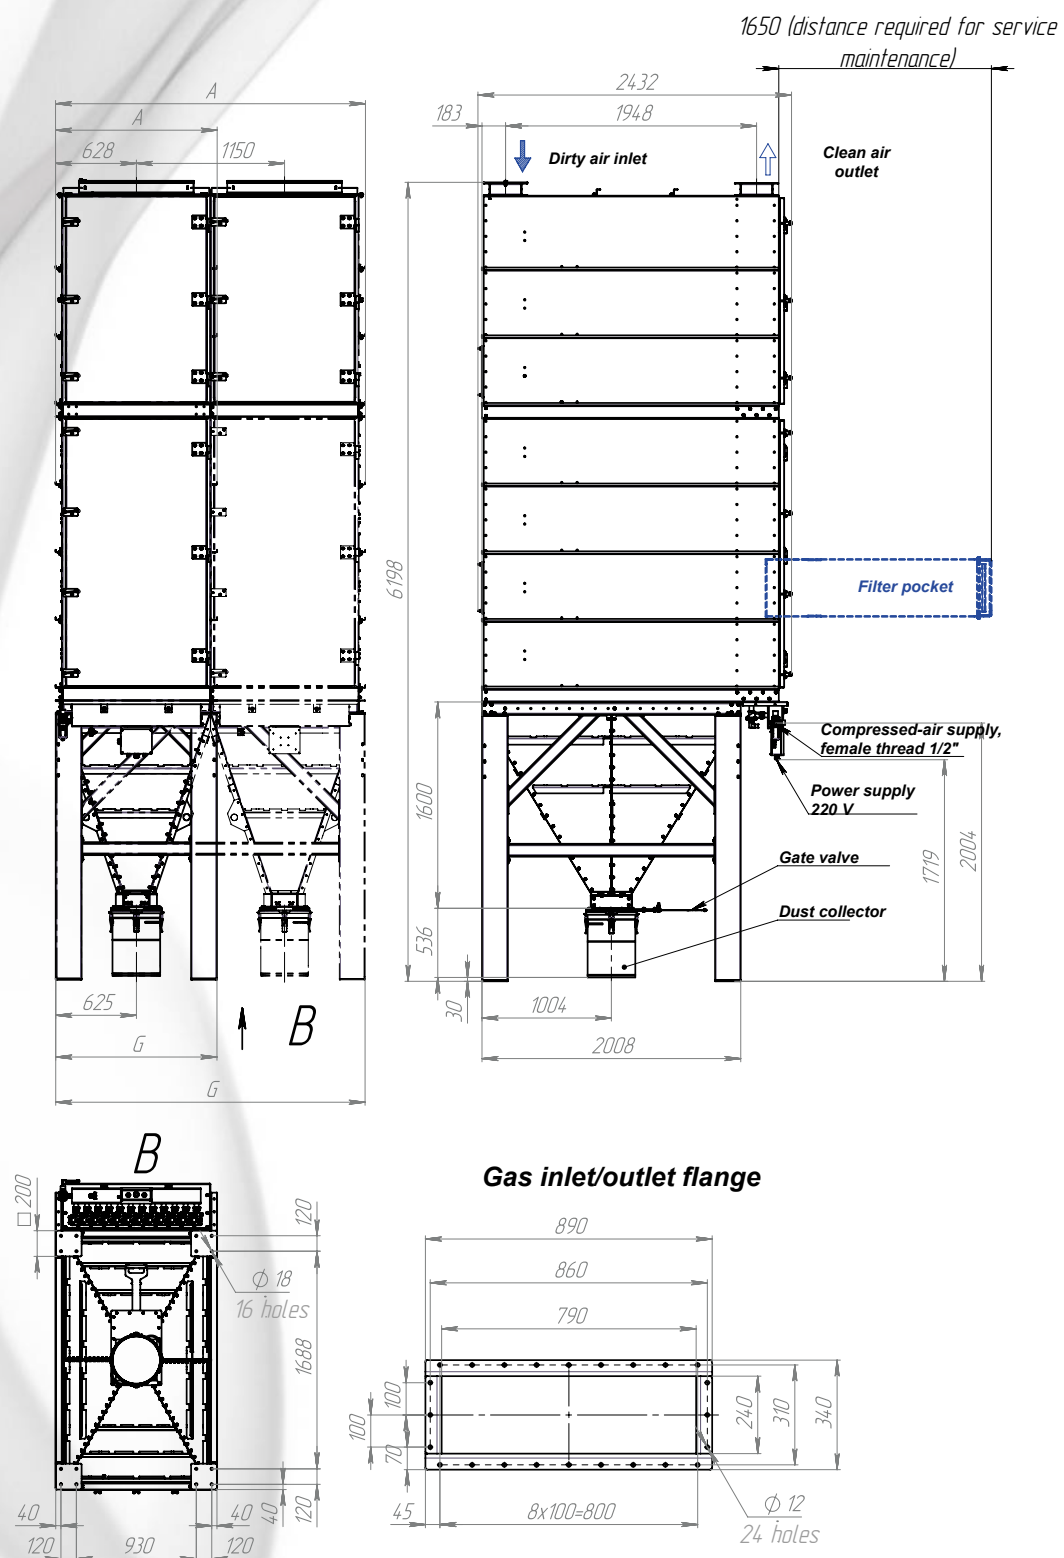 1650 (distance required for service
maintenance)
A
2432
A
183
1948
628
1150
Dirty air inlet
Clean air
outlet
6198
Filter pocket
Compressed-air supply,
female thread 1/2"
Power supply
220 V
1600
2004
1719
Gate valve
Dust collector
536
30
625
B
1004
G
2008
G
B
Gas inlet/outlet flange
□ 200
120
890
860
ϕ 18
16 holes
790
1688
100
100
70
240
310
340
40
40
40
120
45
8x100=800
ϕ 12
24 holes
120
930
120